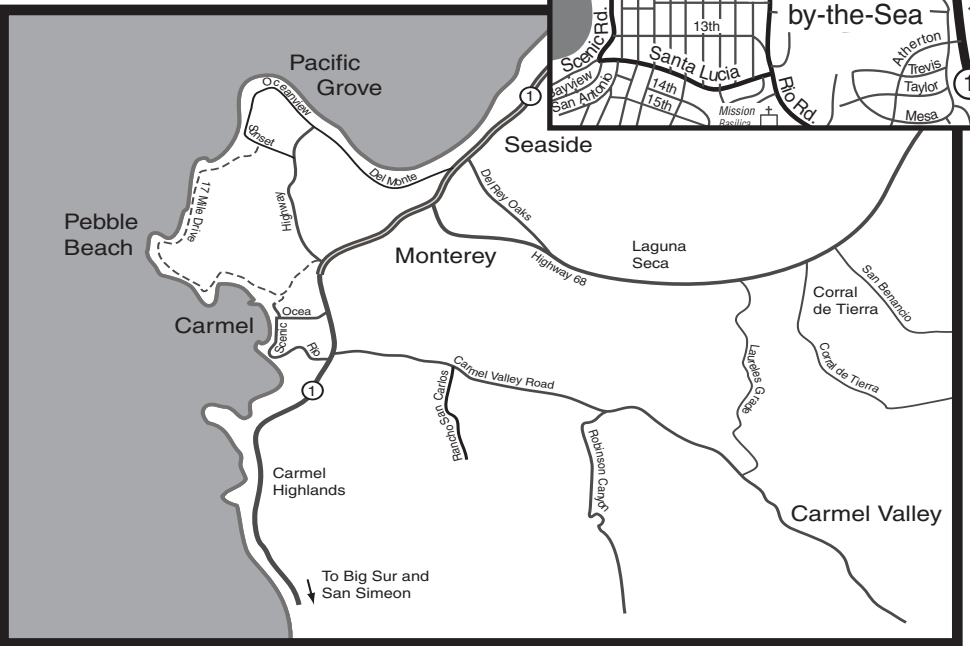 by-the-Sea
13th
Scenic Rd.
Santa Lucia
Atherton
Trevis
Taylor
Mesa
14th
15th
San Antonio
Rio Rd.
Mission
Basilica
1
Pacific
Grove
Oceanview
Sunset
1
Seaside
Del Monte
Del Rey Oaks
17 Mile Drive
Highway
Pebble
Beach
Monterey
Highway 68
Laguna
Seca
San Benancio
Corral
de Tierra
Carmel
Ocea
Scenic
Rio
Corral de Tierra
Laureles Grade
Carmel Valley Road
Rancho San Carlos
1
Robinson Canyon
Carmel
Highlands
Carmel Valley
To Big Sur and
San Simeon